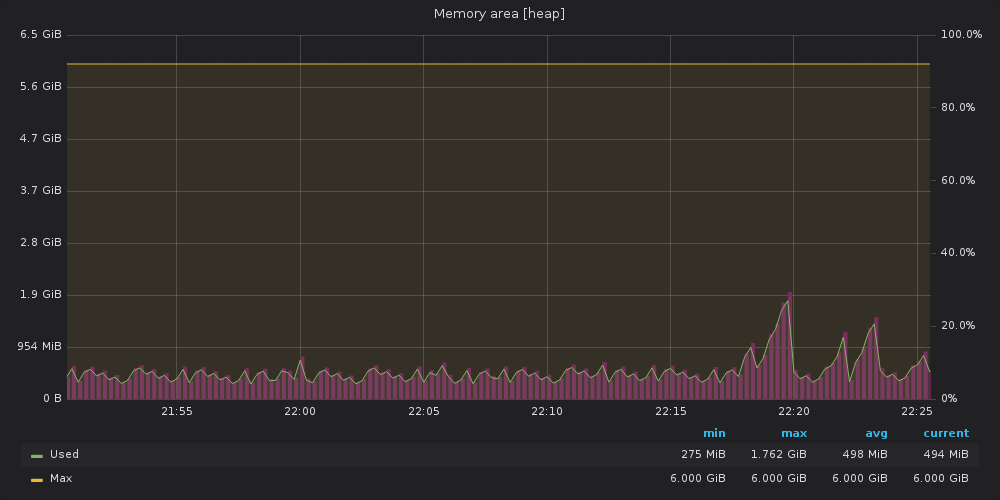 Memory area [heap]
6.5 GiB 100.0%
5.6 GiB
80.0%
4.7 GiB
3.7 GiB
60.0%
2.8 GiB
40.0%
1.9 GiB
20.0%
954 MiB
0 B 0%
21:55 22:00 22:05 22:10 22:15 22:20 22:25
min max avg current
Used 275 MiB 1.762 GiB 498 MiB 494 MiB
Max 6.000 GiB 6.000 GiB 6.000 GiB 6.000 GiB